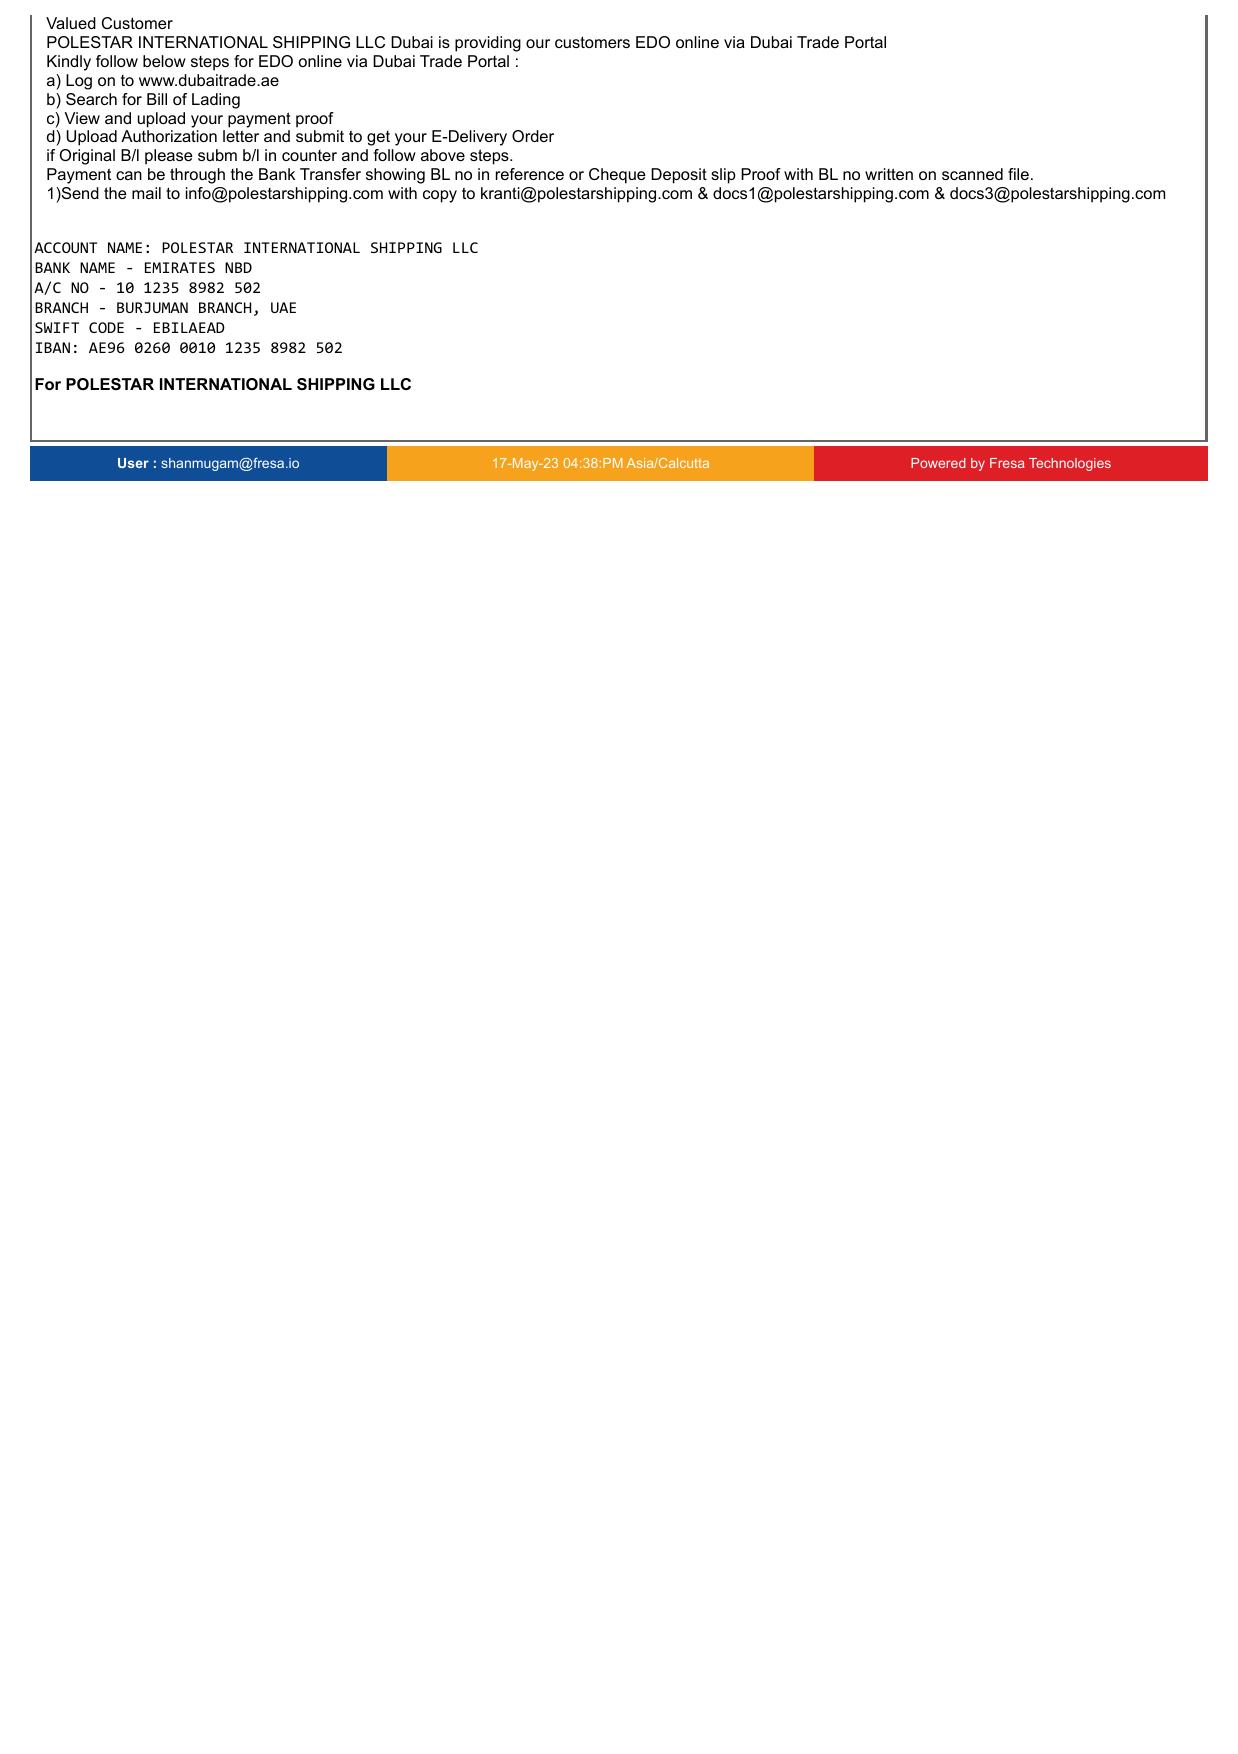 Valued Customer
POLESTAR INTERNATIONAL SHIPPING LLC Dubai is providing our customers EDO online via Dubai Trade Portal
Kindly follow below steps for EDO online via Dubai Trade Portal :
a) Log on to www.dubaitrade.ae
b) Search for Bill of Lading
c) View and upload your payment proof
d) Upload Authorization letter and submit to get your E-Delivery Order
if Original B/l please subm b/l in counter and follow above steps.
Payment can be through the Bank Transfer showing BL no in reference or Cheque Deposit slip Proof with BL no written on scanned file.
1)Send the mail to info@polestarshipping.com with copy to kranti@polestarshipping.com & docs1@polestarshipping.com & docs3@polestarshipping.com
ACCOUNT NAME: POLESTAR INTERNATIONAL SHIPPING LLC
BANK NAME - EMIRATES NBD
A/C NO - 10 1235 8982 502
BRANCH - BURJUMAN BRANCH, UAE
SWIFT CODE - EBILAEAD
IBAN: AE96 0260 0010 1235 8982 502
For POLESTAR INTERNATIONAL SHIPPING LLC
User : shanmugam@fresa.io
17-May-23 04:38:PM Asia/Calcutta
Powered by Fresa Technologies